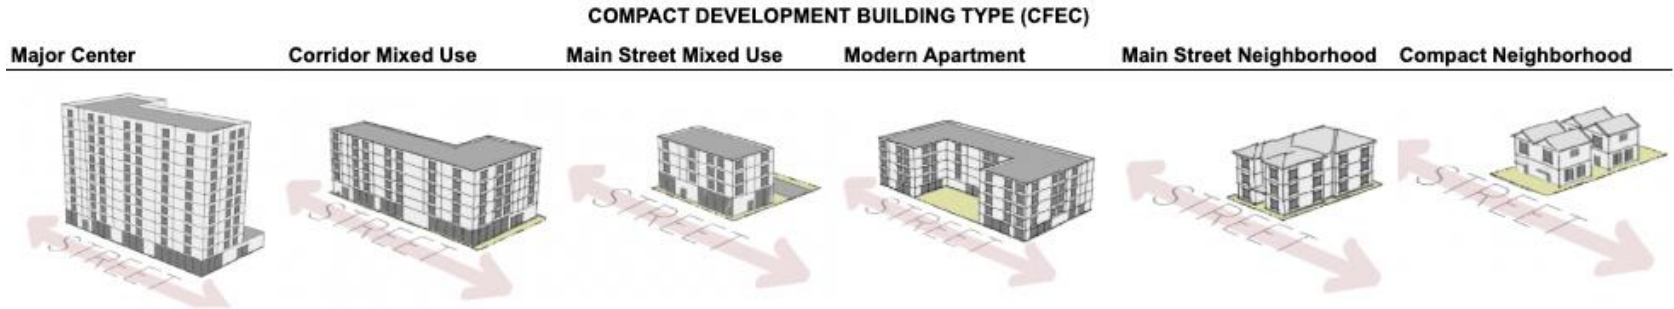 COMPACT DEVELOPMENT BUILDING TYPE (CFEC)
Major Center Corridor Mixed Use Main Street Mixed Use Modern Apartment Main Street Neighborhood Compact Neighborhood
STREET STREET STREET STREET STREET STREET